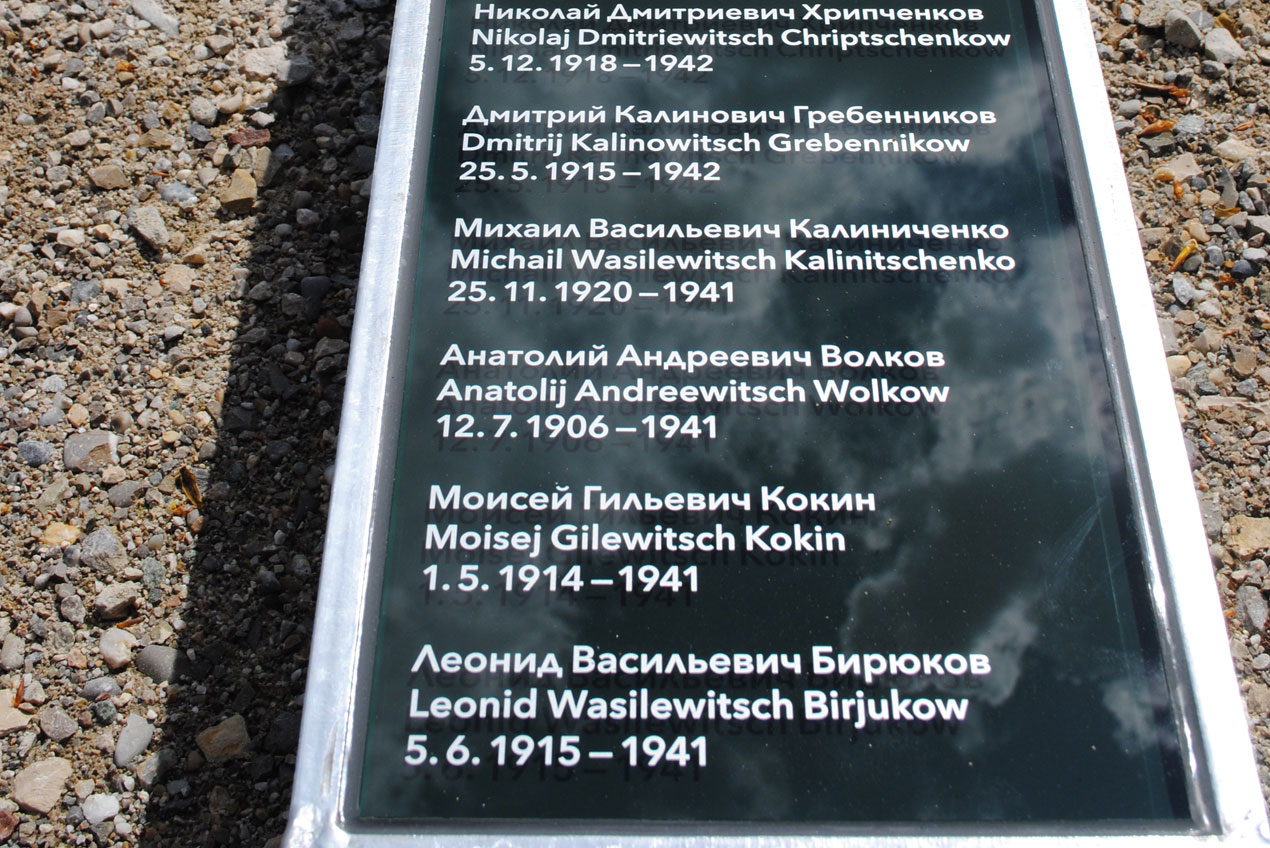 Николай Дмитриевич Хрипченков
Nikolaj Dmitriewitsch Chriptschenkow
5. 12. 1918 – 1942
Дмитрий Калинович Гребенников
Dmitrij Kalinowitsch Grebennikow
25. 5. 1915 – 1942
Михаил Васильевич Калиниченко
Michail Wasilewitsch Kalinitschenko
25. 11. 1920 – 1941
Анатолий Андреевич Волков
Anatolij Andreewitsch Wolkow
12. 7. 1906 – 1941
Моисей Гильевич Кокин
Moisej Gilewitsch Kokin
1. 5. 1914 – 1941
Леонид Васильевич Бирюков
Leonid Wasilewitsch Birjukow
5. 6. 1915 – 1941